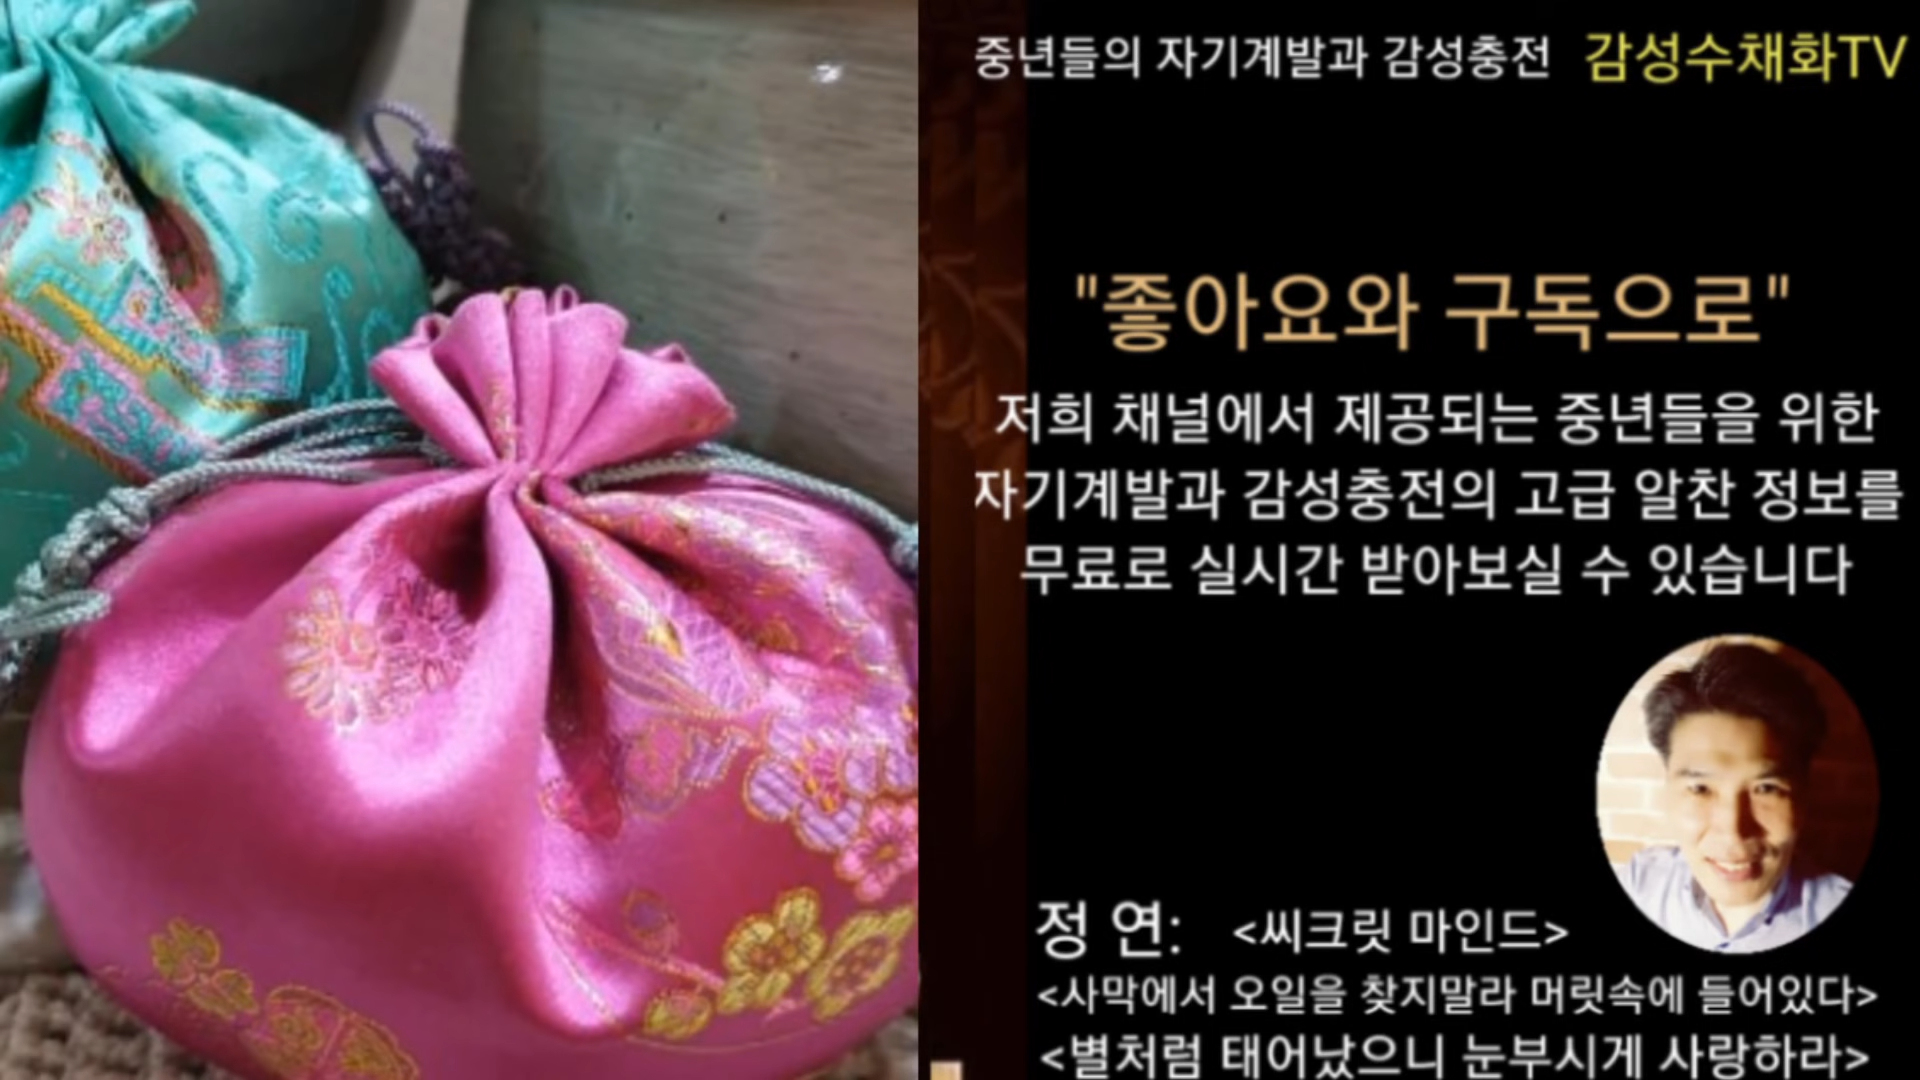 중년들의 자기계발과 감성충전 감성수채화TV
"좋아요와 구독으로"
저희 채널에서 제공되는 중년들을 위한
자기계발과 감성충전의 고급 알찬 정보를
무료로 실시간 받아보실 수 있습니다
정 연: <씨크릿 마인드>
<사막에서 오일을 찾지말라 머릿속에 들어있다>
<별처럼 태어났으니 눈부시게 사랑하라>